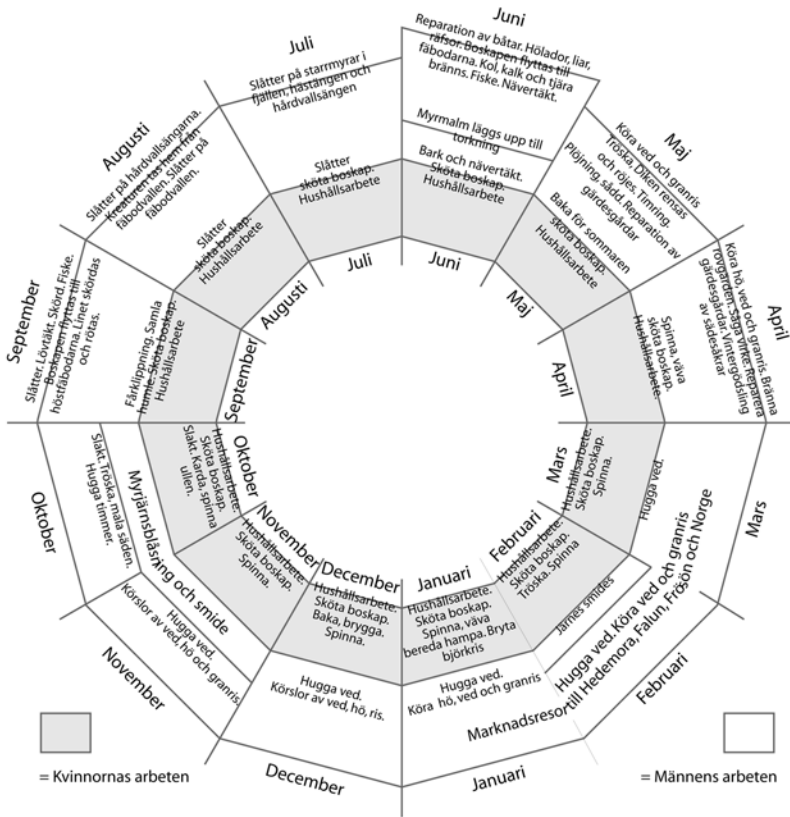 Juni
Reparation av båtar. Hölador, liar,
räfsor. Boskapen flyttas till
fäbodarna. Kol, kalk och tjära
bränns. Fiske. Nävertäkt.
Myrmalm läggs upp till
torkning
Bark och nävertäkt.
Sköta boskap.
Hushållsarbete
Juni
Maj
Köra ved och granris
Tröska. Diken rensas
och röjes. Timring.
Plöjning, sådd. Reparation av
gärdesgårdar
Baka för sommaren
sköta boskap.
Hushållsarbete
Maj
April
Köra hö, ved och granris. Bränna
rovgården. Såga virke. Reparera
gärdesgårdar. Vintergödsling
av sädesåkrar
Spinna, väva
sköta boskap.
Hushållsarbete.
April
Mars
Hugga ved.
Hushållsarbete.
Sköta boskap.
Spinna.
Mars
Februari
Hugga ved. Köra ved och granris
Marknadsresor till Hedemora, Falun, Frösön och Norge
Järnes smides
Hushållsarbete.
Sköta boskap.
Tröska. Spinna
Februari
Januari
Hushållsarbete.
Sköta boskap.
Spinna, väva
bereda hampa. Bryta
björkris
Hugga ved.
Köra hö, ved och granris
Januari
December
Hushållsarbete.
Sköta boskap.
Baka, brygga.
Spinna.
Hugga ved.
Körslor av ved, hö, ris.
December
November
Hushållsarbete.
Sköta boskap.
Spinna.
Myrjärnsblåsning och smide
Hugga ved.
Körslor av ved, hö och granris.
November
Oktober
Hushållsarbete.
Sköta boskap.
Slakt. Karda, spinna
ullen.
Slakt. Tröska, mala säden.
Hugga timmer.
Oktober
September
Slåtter. Lövtäkt. Skörd. Fiske.
Boskapen flyttas till
höstfäbodarna. Linet skördas
och rötas.
Fårklippning. Samla
humle. Sköta boskap.
Hushållsarbete
September
Augusti
Slåtter på hårdvallsängarna.
Kreaturen tas hem från
fäbodvallen. Slåtter på
fäbodvallen.
Slåtter
sköta boskap.
Hushållsarbete
Augusti
Juli
Slåtter på starrmyrar i
fjällen, hästängen och
hårdvallsängen
Slåtter
sköta boskap.
Hushållsarbete
Juli
= Kvinnornas arbeten
= Männens arbeten